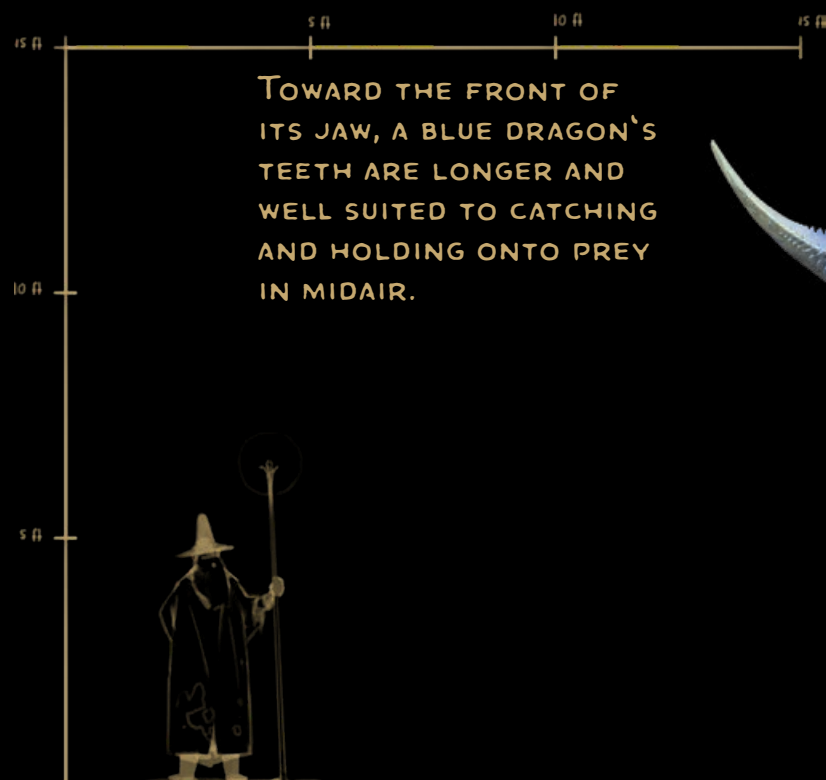 5 ft
10 ft
15 ft
15 ft
Toward the front of
its jaw, a blue dragon's
teeth are longer and
well suited to catching
and holding onto prey
in midair.
10 ft
5 ft